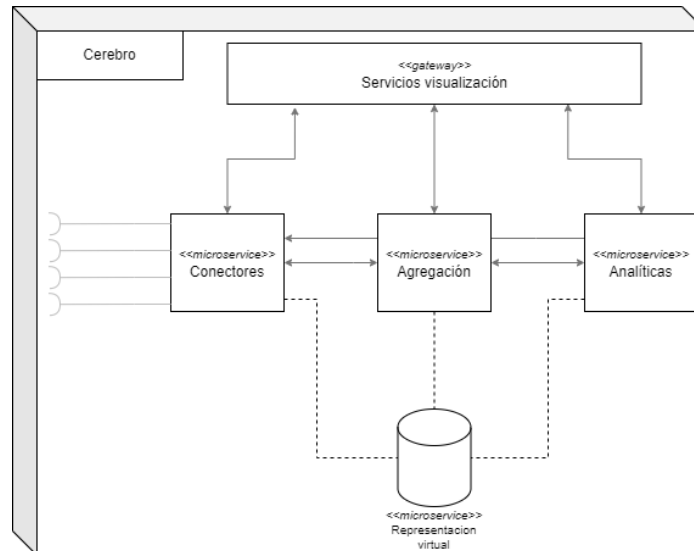 Cerebro
<<gateway>>
Servicios visualización
<<microservice>>
Conectores
<<microservice>>
Agregación
<<microservice>>
Analíticas
<<microservice>>
Representacion
virtual